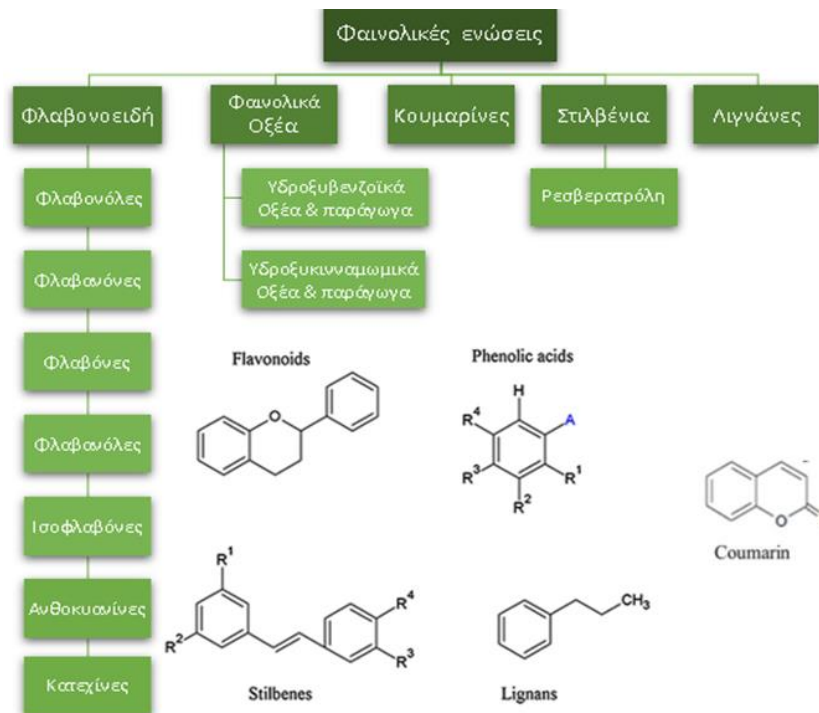 Φαινολικές ενώσεις
Φλαβονοειδή
Φαινολικά
Οξέα
Κουμαρίνες
Στιλβένια
Λιγνάνες
Φλαβονόλες
Υδροξυβενζοϊκά
Οξέα & παράγωγα
Ρεσβερατρόλη
Φλαβανόνες
Υδροξυκινναμωμικά
Οξέα & παράγωγα
Φλαβόνες
Φλαβανόλες
Ισοφλαβόνες
Ανθοκυανίνες
Κατεχίνες
Flavonoids
O
Phenolic acids
H
R⁴
A
R³
R¹
R²
O
Coumarin
R¹
R⁴
R²
R³
Stilbenes
CH₃
Lignans